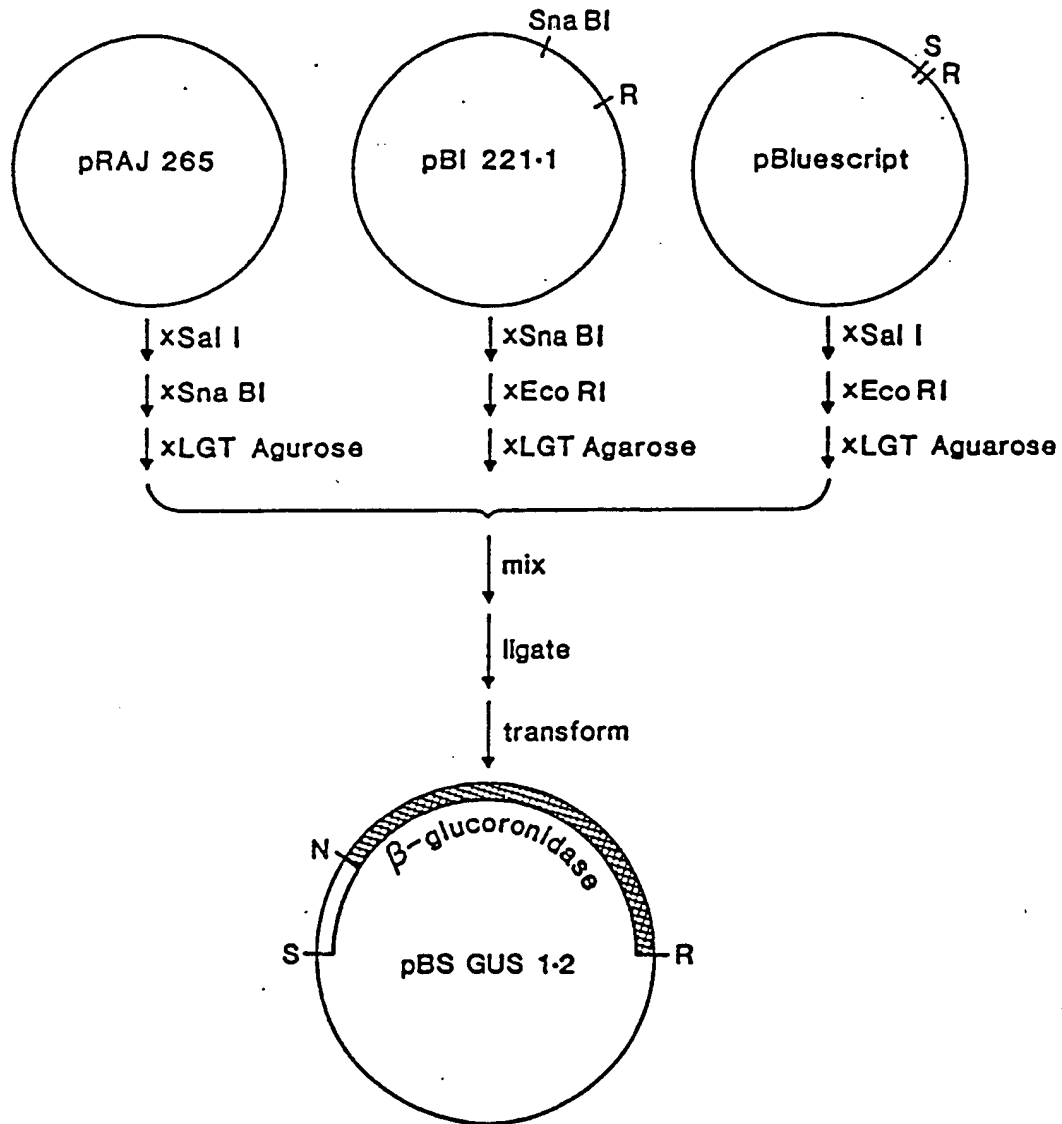 Sna BI
S
R
R
pRAJ 265
pBI 221·1
pBluescript
xSal I
xSna BI
xSal I
xSna BI
xEco RI
xEco RI
xLGT Agurose
xLGT Agarose
xLGT Aguarose
mix
ligate
transform
β-glucoronidase
N
S
R
pBS GUS 1·2